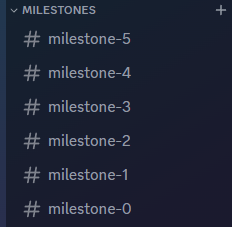 MILESTONES
# milestone-5
# milestone-4
# milestone-3
# milestone-2
# milestone-1
# milestone-0